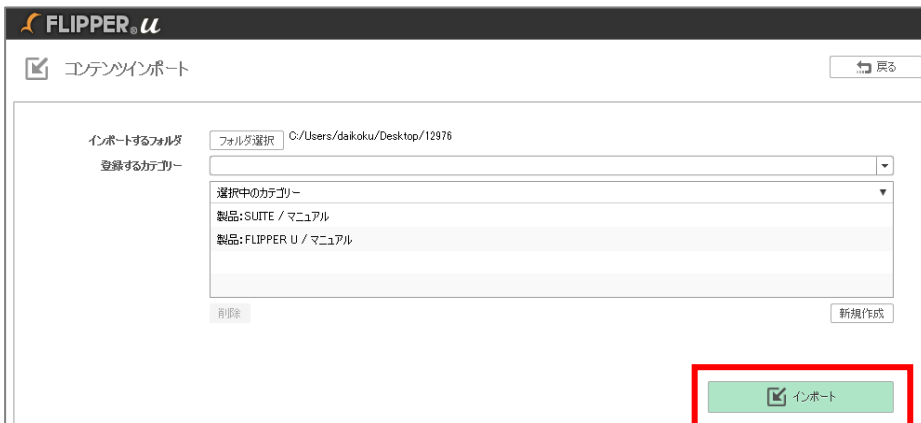 FLIPPER® u
コンテンツインポート
戻る
インポートするフォルダ
フォルダ選択
C:/Users/daikoku/Desktop/12976
登録するカテゴリー
選択中のカテゴリー
製品:SUITE / マニュアル
製品:FLIPPER U / マニュアル
削除
新規作成
インポート